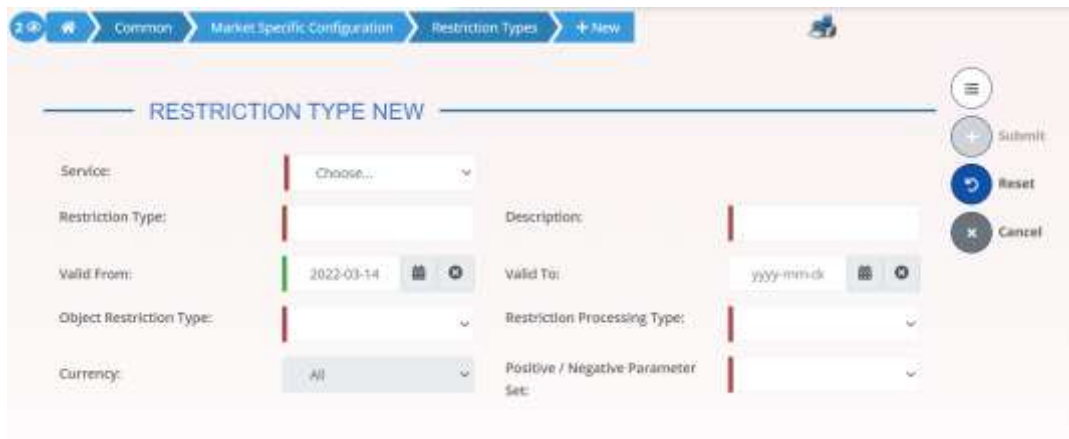 2 Common Market Specific Configuration Restriction Types + New
RESTRICTION TYPE NEW
Submit
Service: Choose...
Reset
Restriction Type: Description:
Cancel
Valid From: 2022-03-14 Valid To: yyyy-mm-d
Object Restriction Type: Restriction Processing Type:
Currency: All Positive / Negative Parameter
Set: